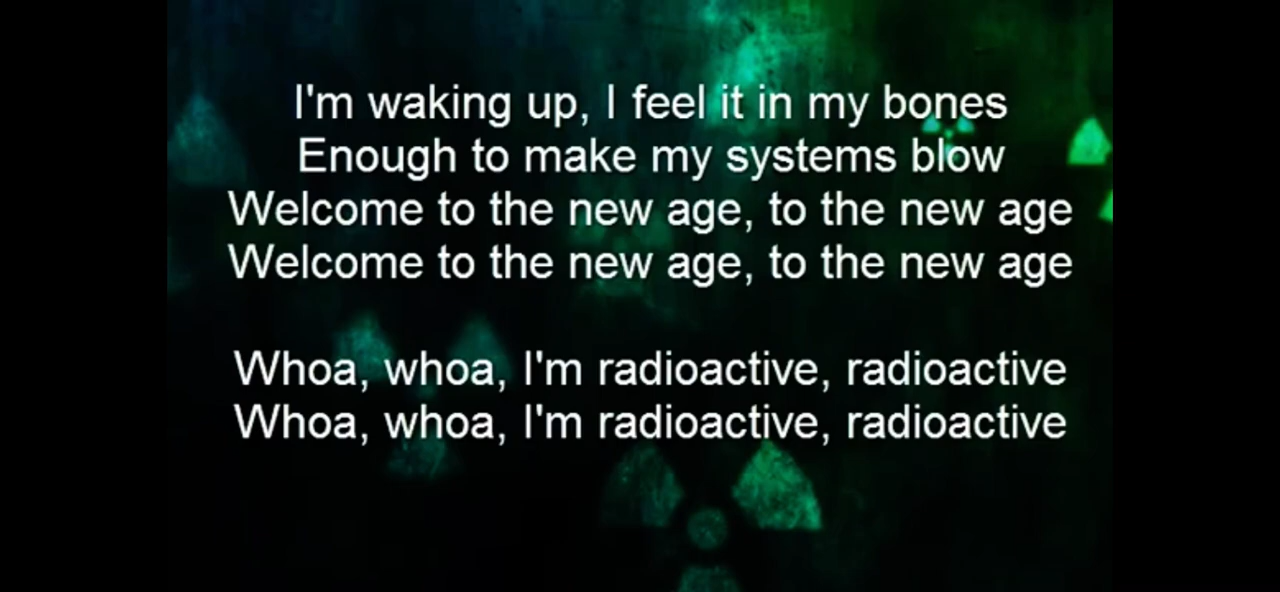 I'm waking up, I feel it in my bones
Enough to make my systems blow
Welcome to the new age, to the new age
Welcome to the new age, to the new age
Whoa, whoa, I'm radioactive, radioactive
Whoa, whoa, I'm radioactive, radioactive